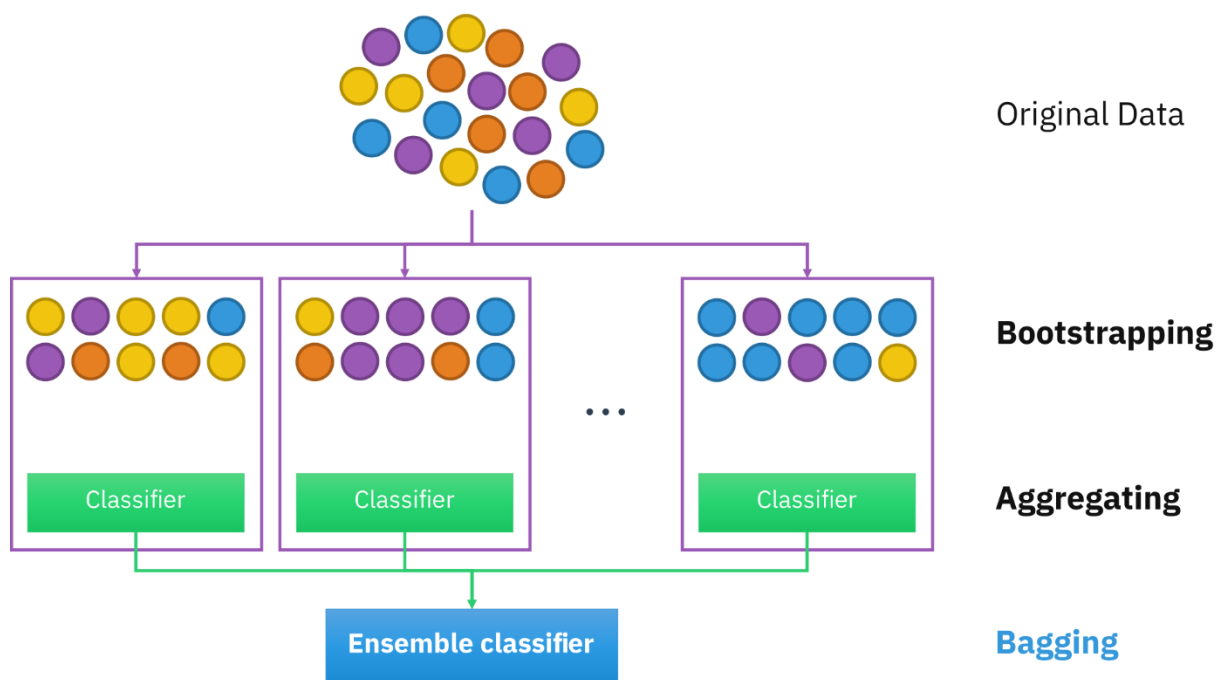 Original Data
Bootstrapping
...
Classifier
Classifier
Classifier
Aggregating
Ensemble classifier
Bagging